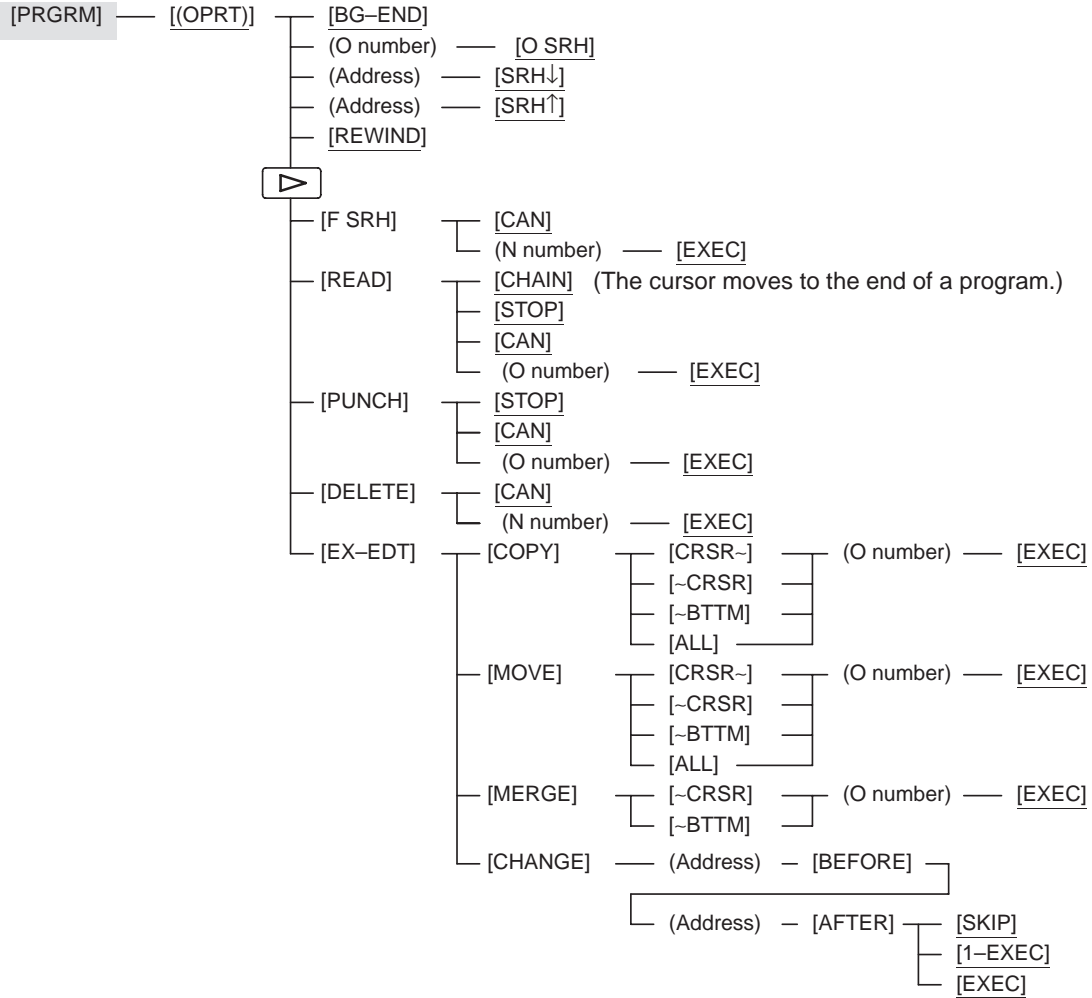 [PRGRM] [(OPRT)] [BG–END]
(O number) [O SRH]
(Address) [SRH↓]
(Address) [SRH↑]
[REWIND]
[F SRH] [CAN]
(N number) [EXEC]
[READ] [CHAIN] (The cursor moves to the end of a program.)
[STOP]
[CAN]
(O number) [EXEC]
[PUNCH] [STOP]
[CAN]
(O number) [EXEC]
[DELETE] [CAN]
(N number) [EXEC]
[EX–EDT] [COPY] [CRSR~] (O number) [EXEC]
[~CRSR]
[~BTTM]
[ALL]
[MOVE] [CRSR~] (O number) [EXEC]
[~CRSR]
[~BTTM]
[ALL]
[MERGE] [~CRSR] (O number) [EXEC]
[~BTTM]
[CHANGE] (Address) [BEFORE]
(Address) [AFTER] [SKIP]
[1–EXEC]
[EXEC]